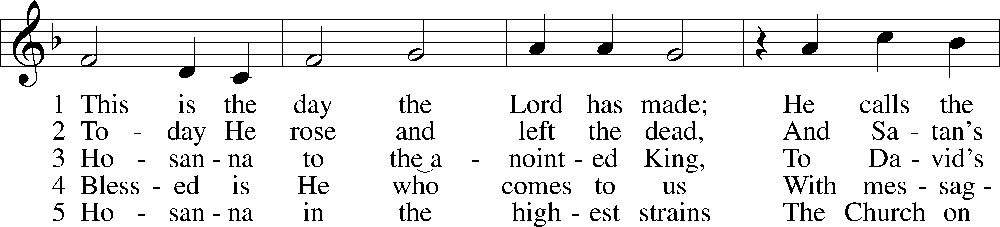 1 This is the day the Lord has made; He calls the
2 To - day He rose and left the dead, And Sa - tan's
3 Ho - san - na to the a - noint - ed King, To Da - vid's
4 Bless - ed is He who comes to us With mes - sag -
5 Ho - san - na in the high - est strains The Church on